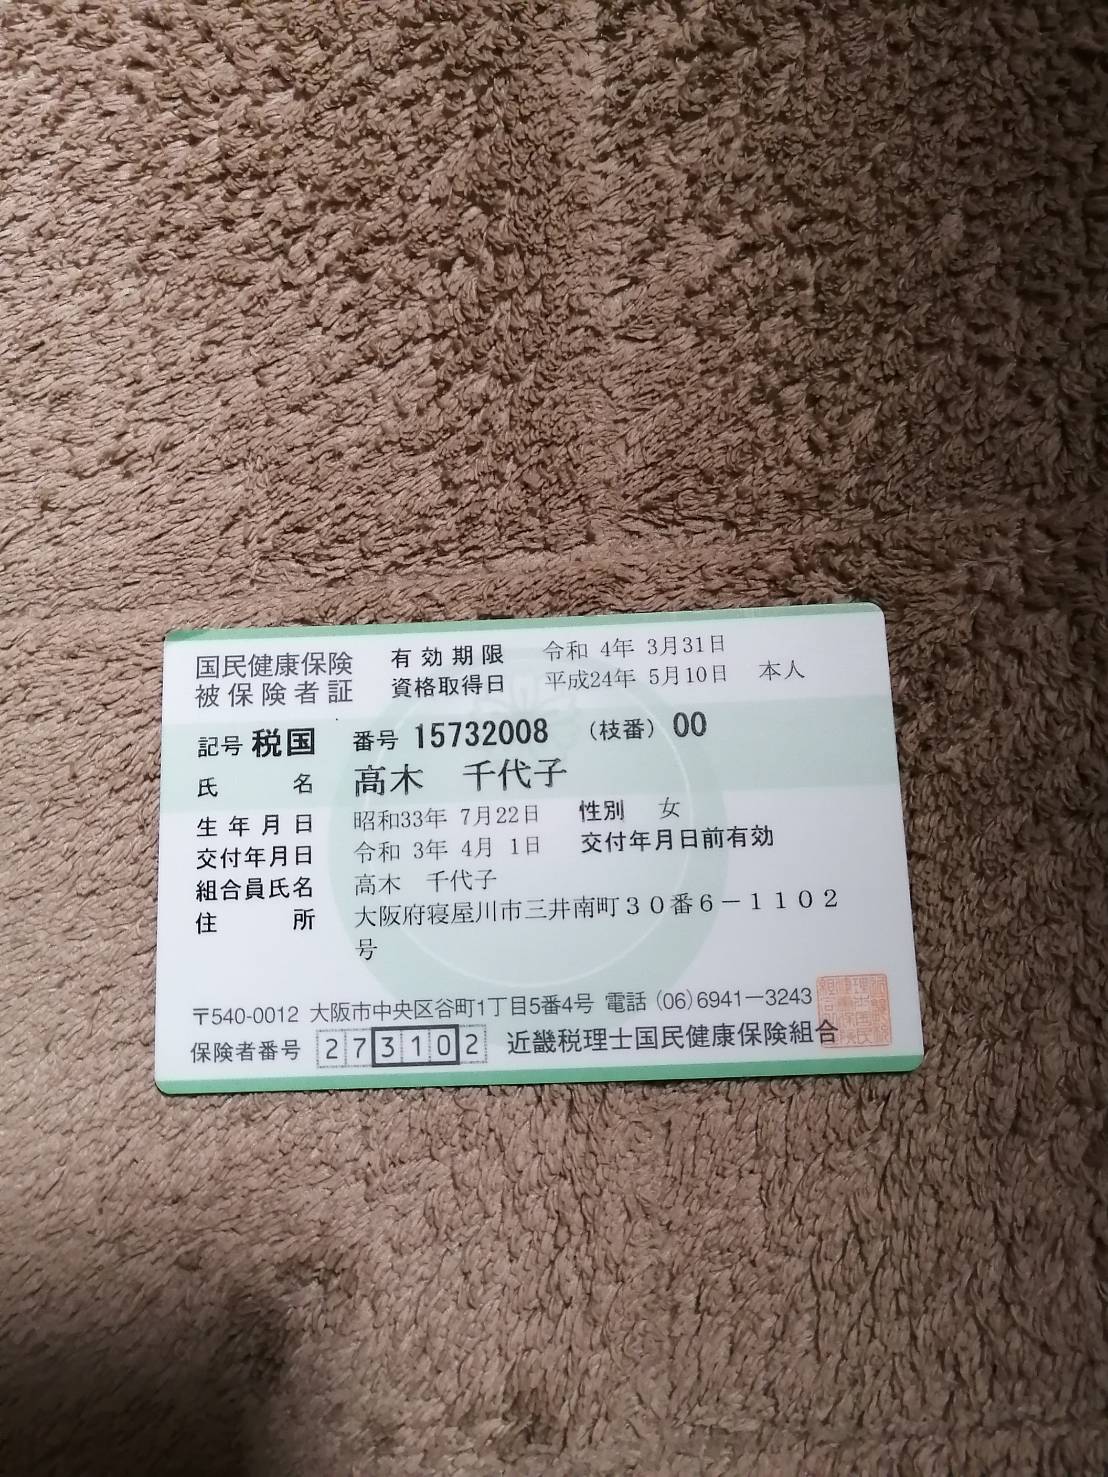 国民健康保険 有効期限 令和 4年 3月31日
被保険者証 資格取得日 平成24年 5月10日 本人
記号 税国 番号 15732008 （枝番）00
氏名 高木 千代子
生年月日 昭和33年 7月22日 性別 女
交付年月日 令和 3年 4月 1日 交付年月日前有効
組合員氏名 高木 千代子
住所 大阪府寝屋川市三井南町３０番６－１１０２
号
〒540-0012 大阪市中央区谷町1丁目5番4号 電話（06）6941－3243
保険者番号 273102 近畿税理士国民健康保険組合